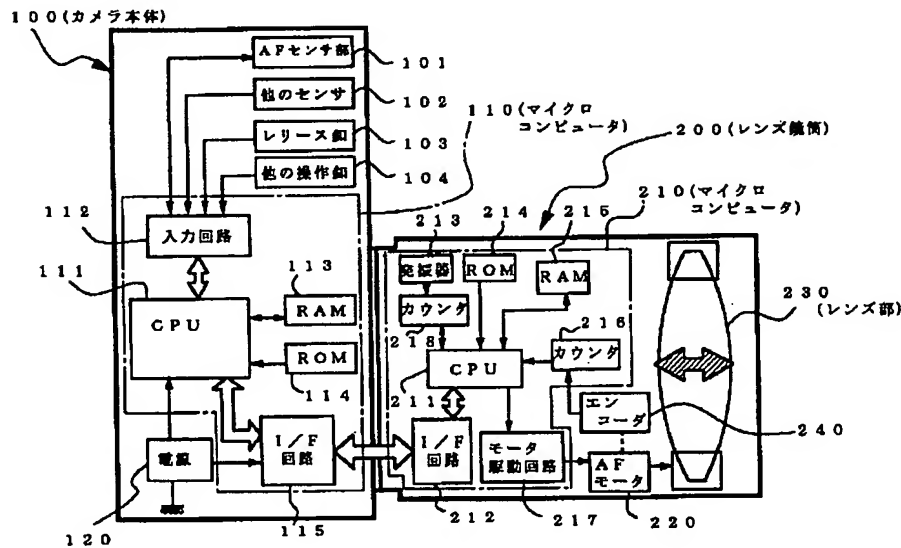 100(カメラ本体)
AFセンサ部
101
他のセンサ
102
レリーズ釦
103
他の操作釦
104
110(マイクロ
コンピュータ)
200(レンズ鏡筒)
210(マイクロ
コンピュータ)
112
入力回路
111
CPU
113
RAM
ROM
114
I/F
回路
115
電源
120
213
214
215
発振器
ROM
RAM
カウンタ
218
216
カウンタ
CPU
211
230
(レンズ部)
エン
コーダ
240
I/F
回路
212
モータ
駆動回路
217
AF
モータ
220